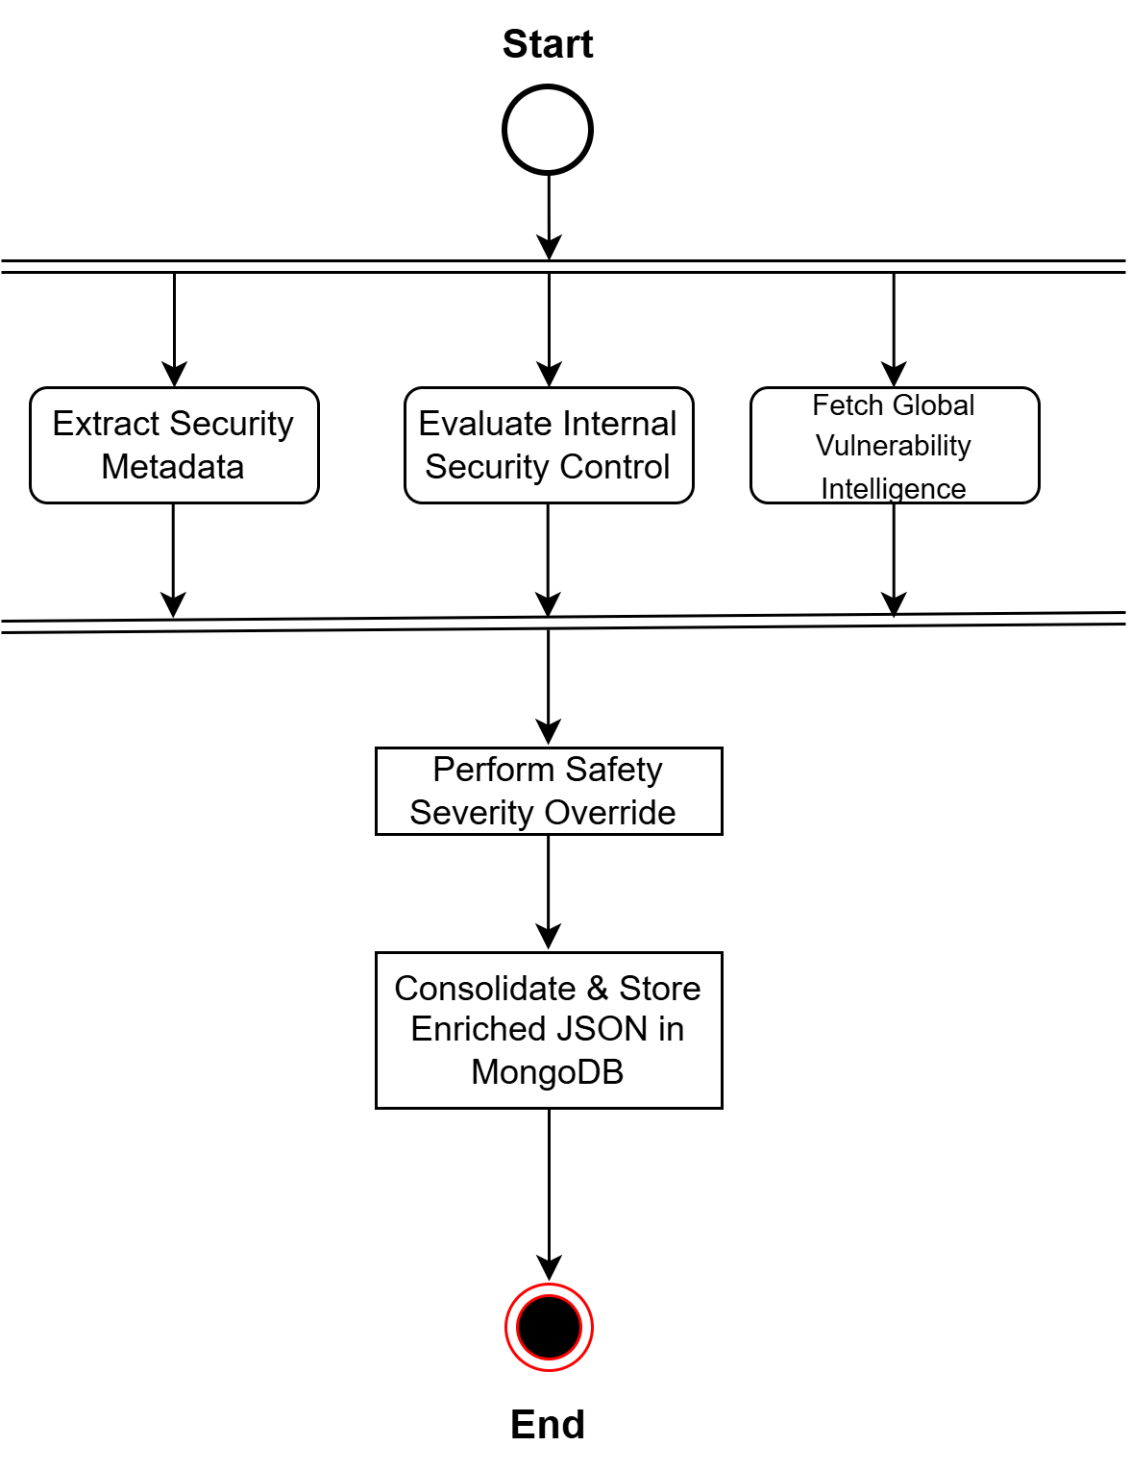 Start
Extract Security
Metadata
Evaluate Internal
Security Control
Fetch Global
Vulnerability
Intelligence
Perform Safety
Severity Override
Consolidate & Store
Enriched JSON in
MongoDB
End